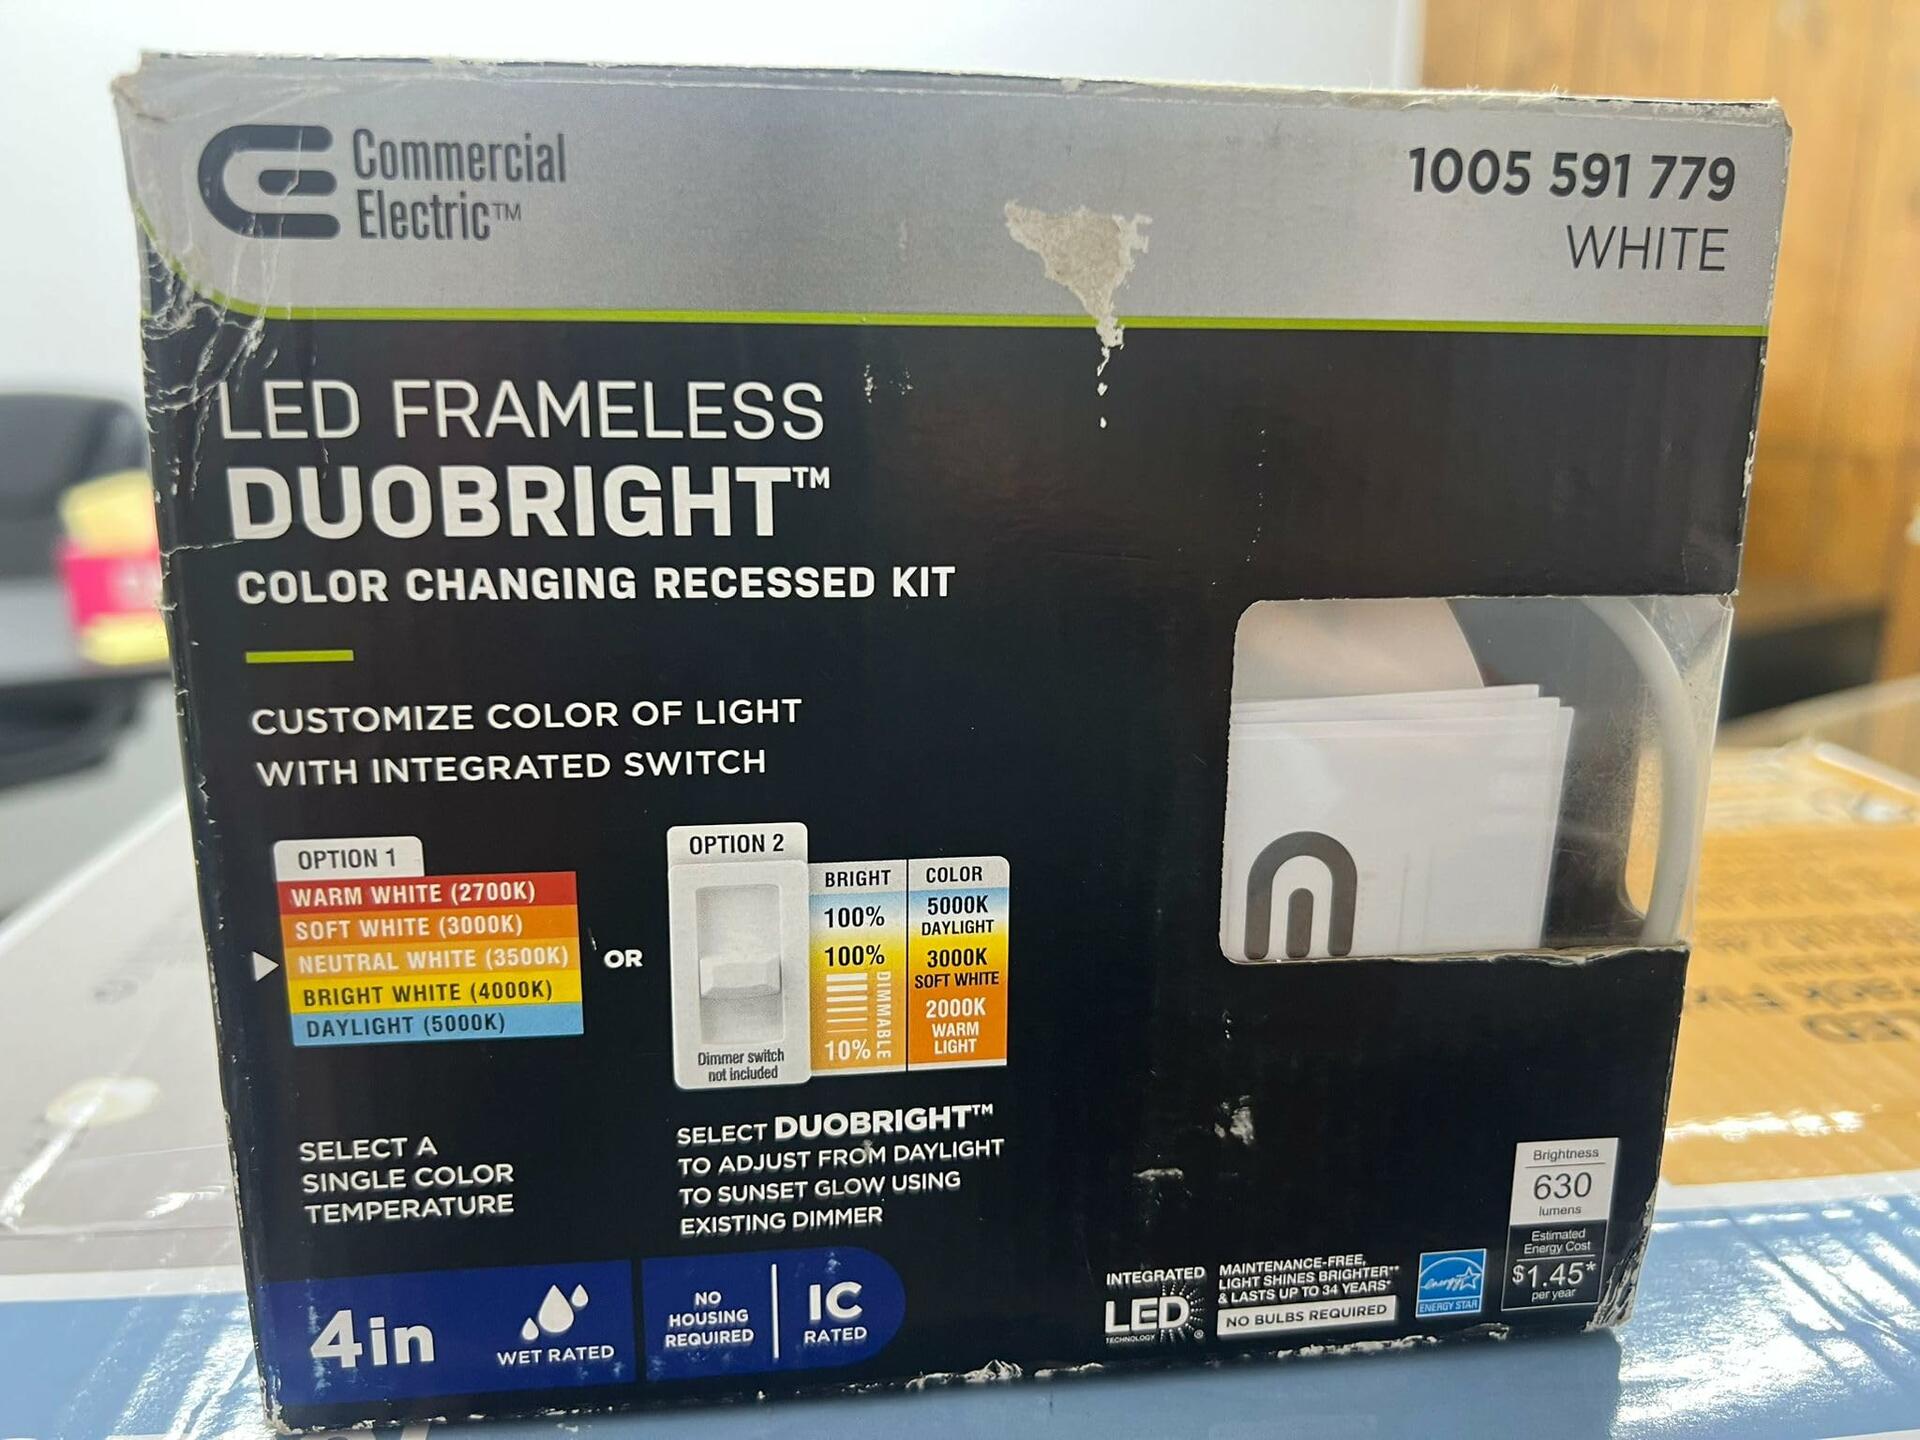 Commercial
Electric™
1005 591 779
WHITE
LED FRAMELESS
DUOBRIGHT™
COLOR CHANGING RECESSED KIT
CUSTOMIZE COLOR OF LIGHT
WITH INTEGRATED SWITCH
OPTION 1
WARM WHITE (2700K)
SOFT WHITE (3000K)
NEUTRAL WHITE (3500K)
BRIGHT WHITE (4000K)
DAYLIGHT (5000K)
SELECT A
SINGLE COLOR
TEMPERATURE
OR
OPTION 2
Dimmer switch
not included
BRIGHT
100%
100%
DIMMABLE
10%
COLOR
5000K
DAYLIGHT
3000K
SOFT WHITE
2000K
WARM
LIGHT
SELECT DUOBRIGHT™
TO ADJUST FROM DAYLIGHT
TO SUNSET GLOW USING
EXISTING DIMMER
4in
WET RATED
NO
HOUSING
REQUIRED
IC
RATED
INTEGRATED
LED
TECHNOLOGY
®
MAINTENANCE-FREE,
LIGHT SHINES BRIGHTER**
& LASTS UP TO 34 YEARS*
NO BULBS REQUIRED
energy
ENERGY STAR
Brightness
630
lumens
Estimated
Energy Cost
$1.45*
per year
LED